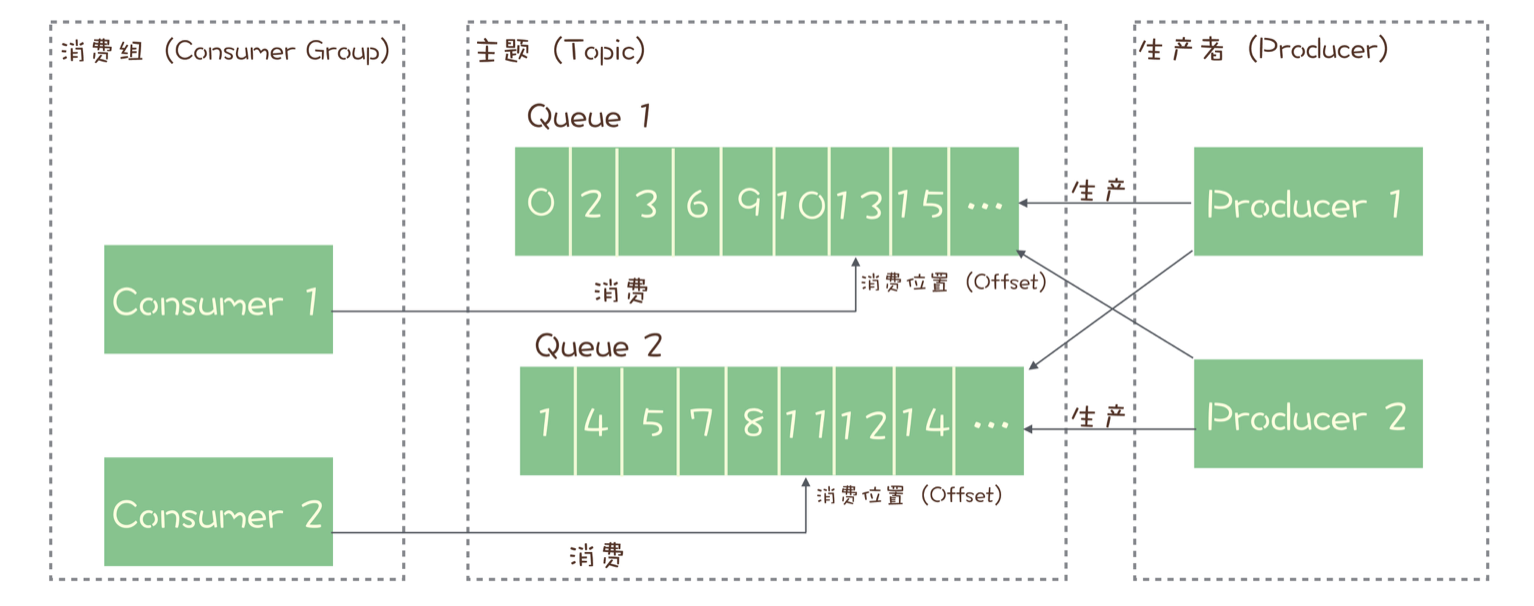 消费组 (Consumer Group)
Consumer 1
Consumer 2
消费
消费
主题 (Topic)
Queue 1
0 2 3 6 9 10 13 15 ...
消费位置 (Offset)
Queue 2
1 4 5 7 8 11 12 14 ...
消费位置 (Offset)
生产
生产
生产者 (Producer)
Producer 1
Producer 2